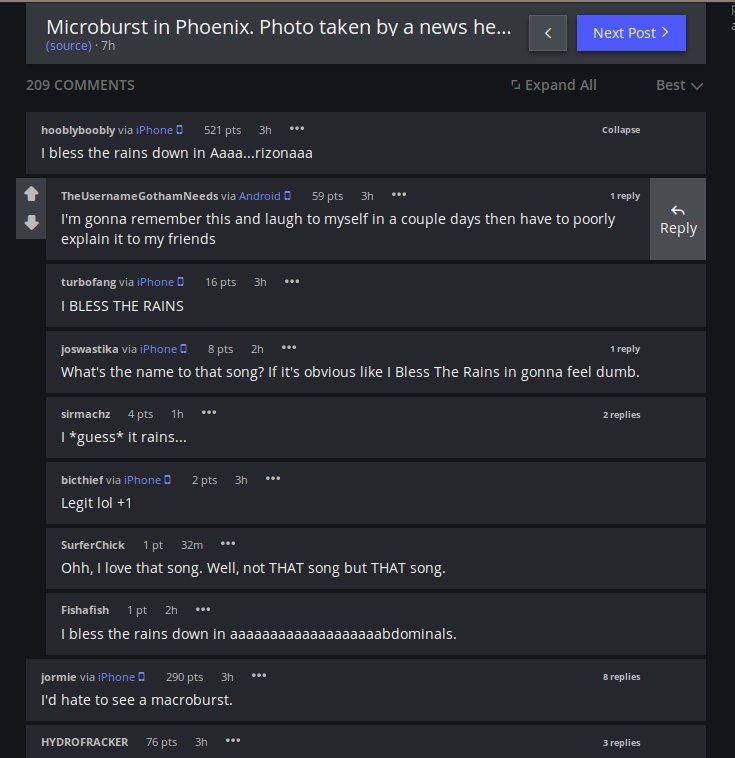 Microburst in Phoenix. Photo taken by a news he...
(source) · 7h
Next Post
209 COMMENTS
Expand All
Best
hooblyboobly via iPhone 521 pts 3h ••• Collapse
I bless the rains down in Aaaa...rizonaaa
TheUsernameGothamNeeds via Android 59 pts 3h ••• 1 reply
I'm gonna remember this and laugh to myself in a couple days then have to poorly
explain it to my friends
Reply
turbofang via iPhone 16 pts 3h •••
I BLESS THE RAINS
joswastika via iPhone 8 pts 2h ••• 1 reply
What's the name to that song? If it's obvious like I Bless The Rains in gonna feel dumb.
sirmachz 4 pts 1h ••• 2 replies
I *guess* it rains...
bicthief via iPhone 2 pts 3h •••
Legit lol +1
SurferChick 1 pt 32m •••
Ohh, I love that song. Well, not THAT song but THAT song.
Fishafish 1 pt 2h •••
I bless the rains down in aaaaaaaaaaaaaaaaaaabdominals.
jormie via iPhone 290 pts 3h ••• 8 replies
I'd hate to see a macroburst.
HYDROFRACKER 76 pts 3h ••• 3 replies